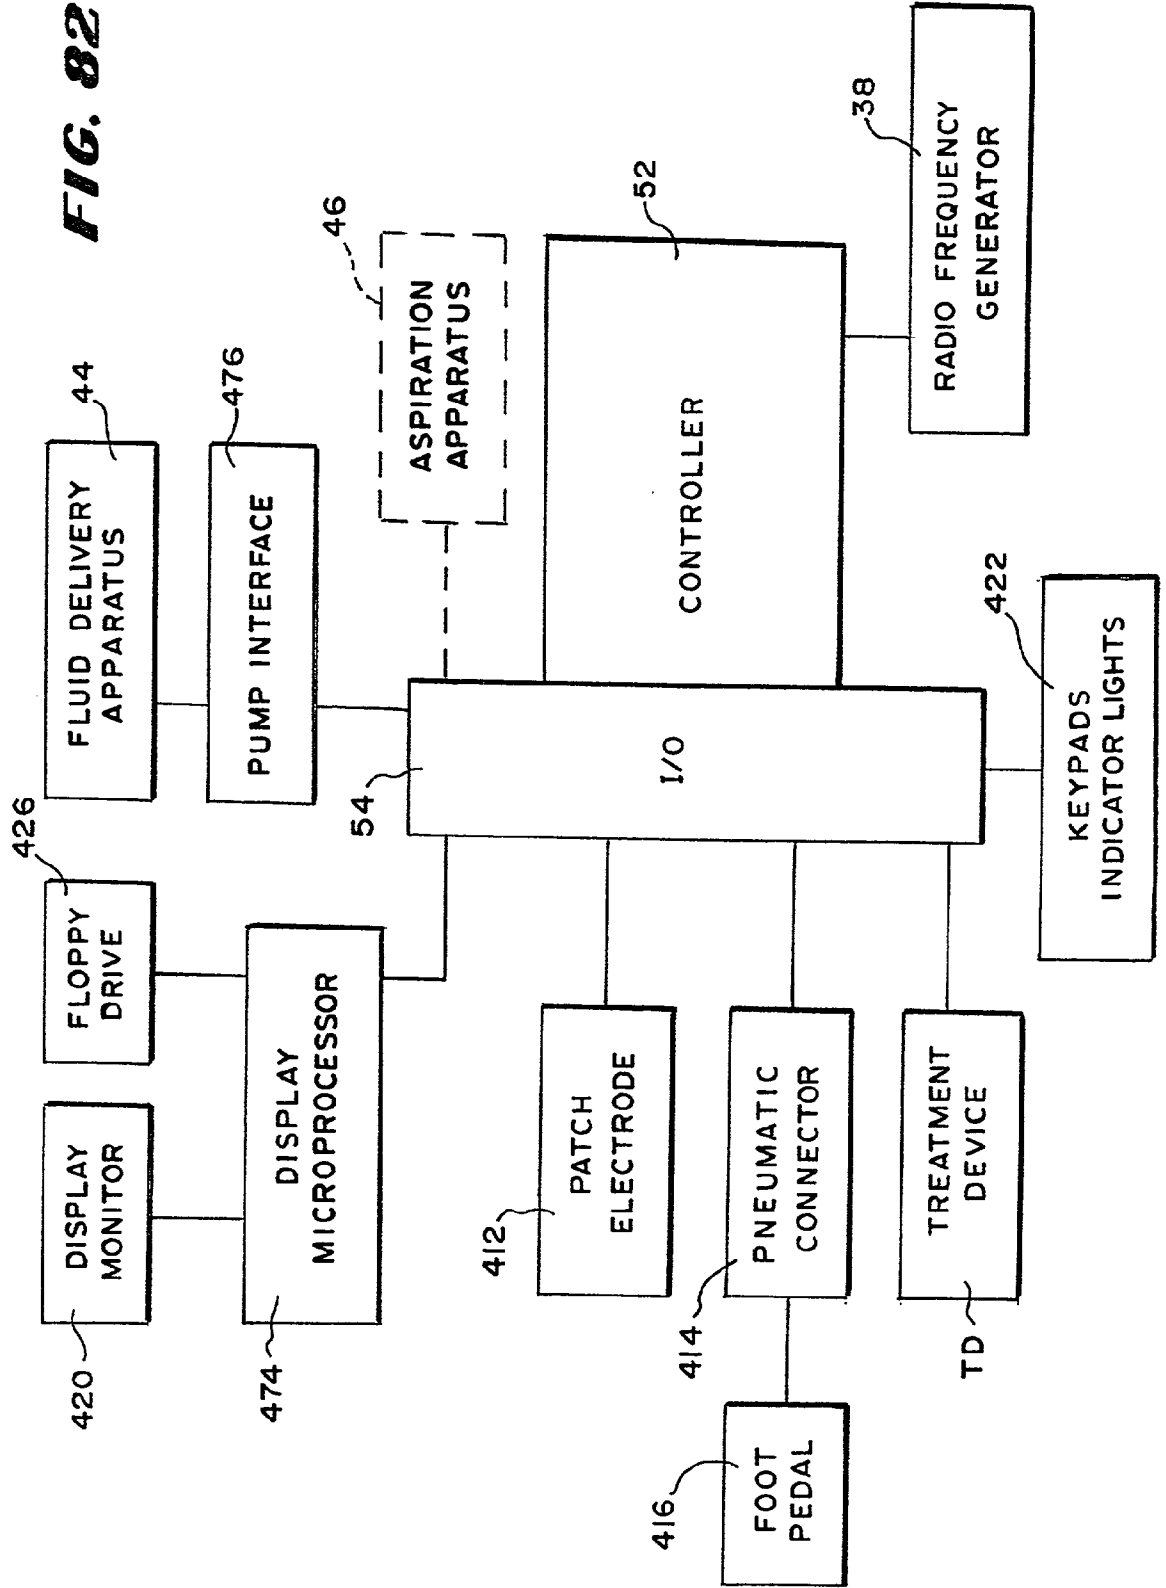 FIG. 82
420
DISPLAY
MONITOR
426
FLOPPY
DRIVE
44
FLUID DELIVERY
APPARATUS
474
DISPLAY
MICROPROCESSOR
476
PUMP INTERFACE
46
ASPIRATION
APPARATUS
54
I/O
52
CONTROLLER
412
PATCH
ELECTRODE
416
FOOT
PEDAL
414
PNEUMATIC
CONNECTOR
TD
TREATMENT
DEVICE
38
RADIO FREQUENCY
GENERATOR
422
KEYPADS
INDICATOR LIGHTS